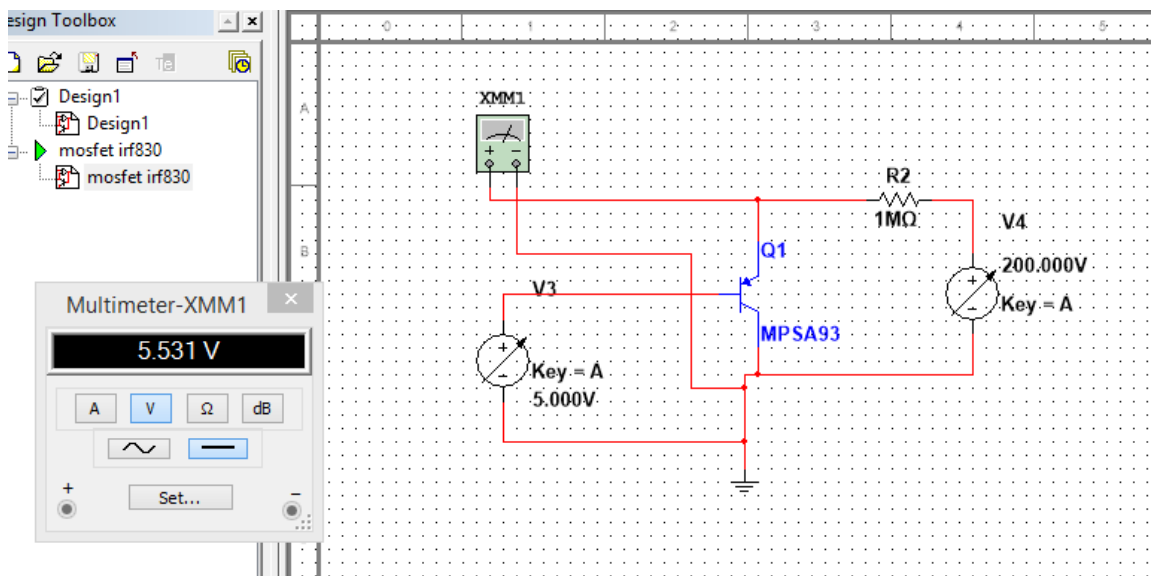 esign Toolbox
Design1
Design1
mosfet irf830
mosfet irf830
0 1 2 3 4 5
A
B
XMM1
+ −
R2
1MΩ
V4
200.000V
Key = A
+
−
Q1
MPSA93
V3
+
−
Key = A
5.000V
Multimeter-XMM1
5.531 V
A V Ω dB
+ Set... −